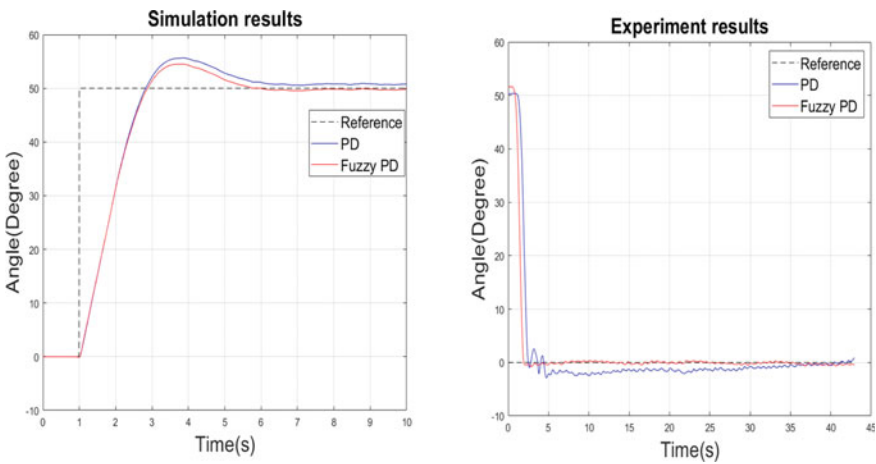 Simulation results
60
50
40
30
20
10
0
-10
Angle(Degree)
Reference
PD
Fuzzy PD
0 1 2 3 4 5 6 7 8 9 10
Time(s)
Experiment results
60
50
40
30
20
10
0
-10
Angle(Degree)
Reference
PD
Fuzzy PD
0 5 10 15 20 25 30 35 40 45
Time(s)